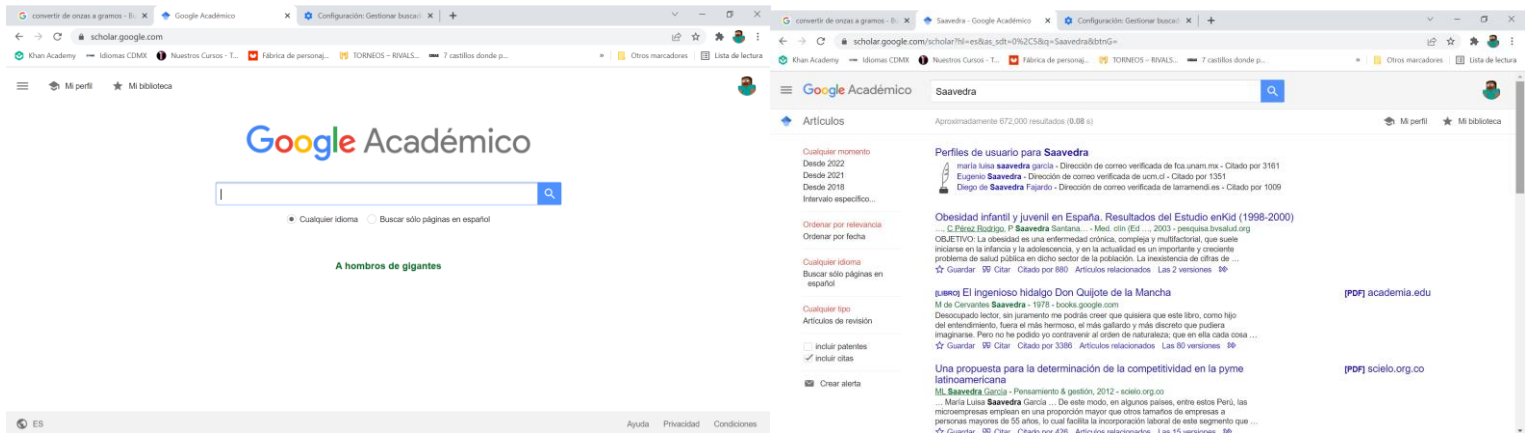 convertir de onzas a gramos - Bu
Google Académico
Configuración: Gestionar buscad
scholar.google.com
Khan Academy
Idiomas CDMX
Nuestros Cursos - T...
Fábrica de personaj...
TORNEOS – RIVALS...
7 castillos donde p...
»
Otros marcadores
Lista de lectura
Mi perfil
Mi biblioteca
Google Académico
Cualquier idioma
Buscar sólo páginas en español
A hombros de gigantes
ES
Ayuda
Privacidad
Condiciones
convertir de onzas a gramos - Bu
Saavedra - Google Académico
Configuración: Gestionar buscad
scholar.google.com/scholar?hl=es&as_sdt=0%2C5&q=Saavedra&btnG=
Khan Academy
Idiomas CDMX
Nuestros Cursos - T...
Fábrica de personaj...
TORNEOS – RIVALS...
7 castillos donde p...
»
Otros marcadores
Lista de lectura
Google Académico
Saavedra
Artículos
Aproximadamente 672,000 resultados (0.08 s)
Mi perfil
Mi biblioteca
Cualquier momento
Desde 2022
Desde 2021
Desde 2018
Intervalo específico...
Ordenar por relevancia
Ordenar por fecha
Cualquier idioma
Buscar sólo páginas en
español
Cualquier tipo
Artículos de revisión
incluir patentes
incluir citas
Crear alerta
Perfiles de usuario para Saavedra
maría luisa saavedra garcía - Dirección de correo verificada de fca.unam.mx - Citado por 3161
Eugenio Saavedra - Dirección de correo verificada de ucm.cl - Citado por 1351
Diego de Saavedra Fajardo - Dirección de correo verificada de larramendi.es - Citado por 1009
Obesidad infantil y juvenil en España. Resultados del Estudio enKid (1998-2000)
..., C Pérez Rodrigo, P Saavedra Santana... - Med. clín (Ed ..., 2003 - pesquisa.bvsalud.org
OBJETIVO: La obesidad es una enfermedad crónica, compleja y multifactorial, que suele
iniciarse en la infancia y la adolescencia, y en la actualidad es un importante y creciente
problema de salud pública en dicho sector de la población. La inexistencia de cifras de ...
Guardar Citar Citado por 880 Artículos relacionados Las 2 versiones
[LIBRO] El ingenioso hidalgo Don Quijote de la Mancha
M de Cervantes Saavedra - 1978 - books.google.com
Desocupado lector, sin juramento me podrás creer que quisiera que este libro, como hijo
del entendimiento, fuera el más hermoso, el más gallardo y más discreto que pudiera
imaginarse. Pero no he podido yo contravenir al orden de naturaleza; que en ella cada cosa ...
Guardar Citar Citado por 3386 Artículos relacionados Las 80 versiones
[PDF] academia.edu
Una propuesta para la determinación de la competitividad en la pyme
latinoamericana
ML Saavedra García - Pensamiento & gestión, 2012 - scielo.org.co
... María Luisa Saavedra García ... De este modo, en algunos países, entre estos Perú, las
microempresas emplean en una proporción mayor que otros tamaños de empresas a
personas mayores de 55 años, lo cual facilita la incorporación laboral de este segmento que ...
Guardar Citar Citado por 426 Artículos relacionados Las 15 versiones
[PDF] scielo.org.co